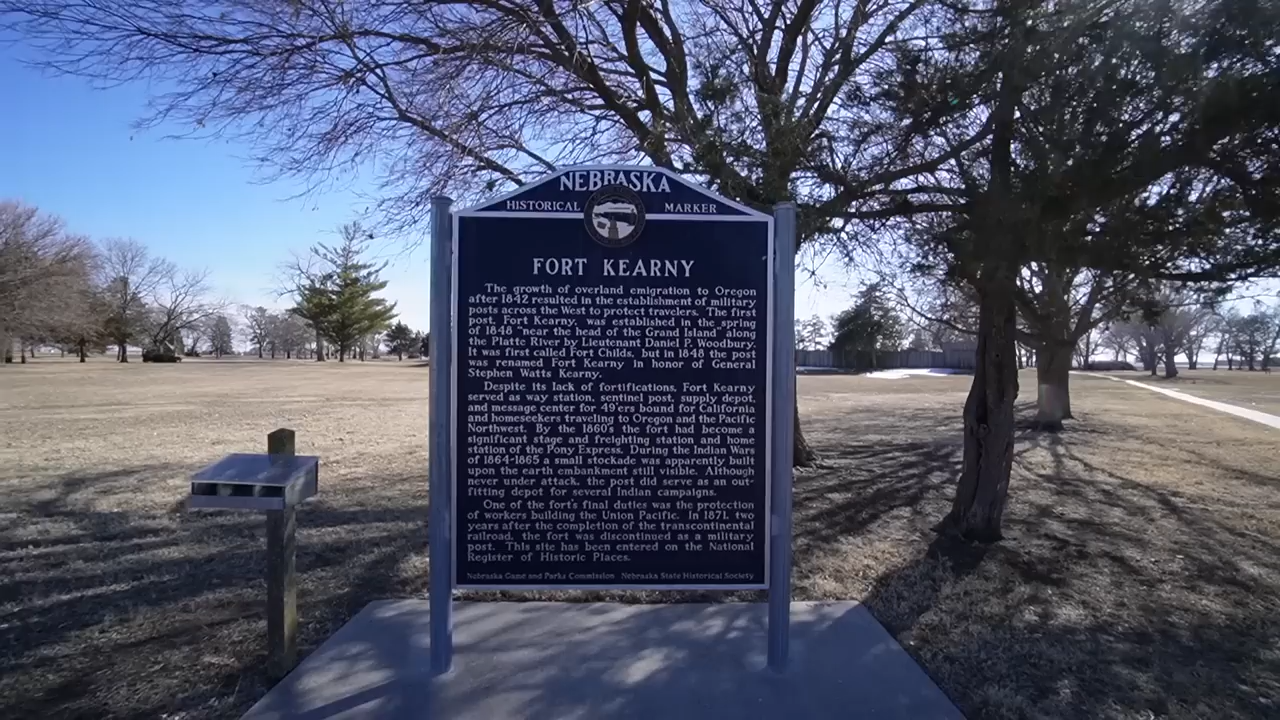 NEBRASKA
HISTORICAL MARKER
FORT KEARNY
The growth of overland emigration to Oregon
after 1842 resulted in the establishment of military
posts across the West to protect travelers. The first
post, Fort Kearny, was established in the spring
of 1848 "near the head of the Grand Island" along
the Platte River by Lieutenant Daniel P. Woodbury.
It was first called Fort Childs, but in 1848 the post
was renamed Fort Kearny in honor of General
Stephen Watts Kearny.
Despite its lack of fortifications, Fort Kearny
served as way station, sentinel post, supply depot,
and message center for 49'ers bound for California
and homeseekers traveling to Oregon and the Pacific
Northwest. By the 1860's the fort had become a
significant stage and freighting station and home
station of the Pony Express. During the Indian Wars
of 1864-1865 a small stockade was apparently built
upon the earth embankment still visible. Although
never under attack, the post did serve as an out-
fitting depot for several Indian campaigns.
One of the fort's final duties was the protection
of workers building the Union Pacific. In 1871, two
years after the completion of the transcontinental
railroad, the fort was discontinued as a military
post. This site has been entered on the National
Register of Historic Places.
Nebraska Game and Parks Commission Nebraska State Historical Society